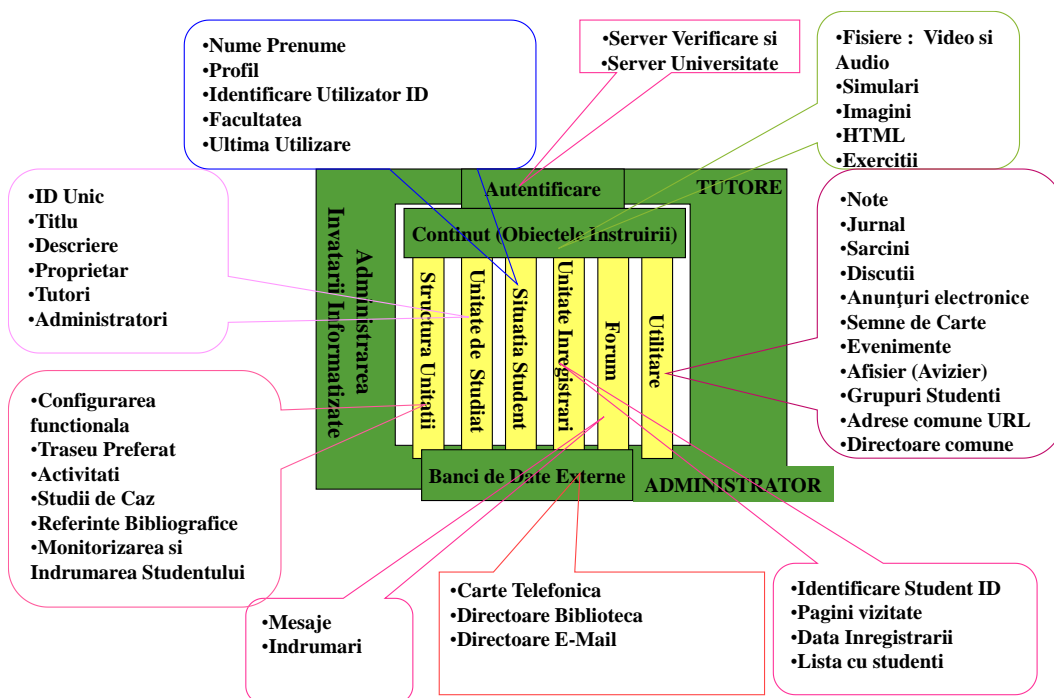 •Nume Prenume
•Profil
•Identificare Utilizator ID
•Facultatea
•Ultima Utilizare
•Server Verificare si
•Server Universitate
•Fisiere : Video si
Audio
•Simulari
•Imagini
•HTML
•Exercitii
•ID Unic
•Titlu
•Descriere
•Proprietar
•Tutori
•Administratori
Autentificare
TUTORE
Continut (Obiectele Instruirii)
Administrarea
Invatarii Informatizate
Structura Unitatii
Unitate de Studiat
Situatia Student
Unitate Inregistrari
Forum
Utilitare
•Note
•Jurnal
•Sarcini
•Discutii
•Anunţuri electronice
•Semne de Carte
•Evenimente
•Afisier (Avizier)
•Grupuri Studenti
•Adrese comune URL
•Directoare comune
•Configurarea
functionala
•Traseu Preferat
•Activitati
•Studii de Caz
•Referinte Bibliografice
•Monitorizarea si
Indrumarea Studentului
Banci de Date Externe
ADMINISTRATOR
•Mesaje
•Indrumari
•Carte Telefonica
•Directoare Biblioteca
•Directoare E-Mail
•Identificare Student ID
•Pagini vizitate
•Data Inregistrarii
•Lista cu studenti